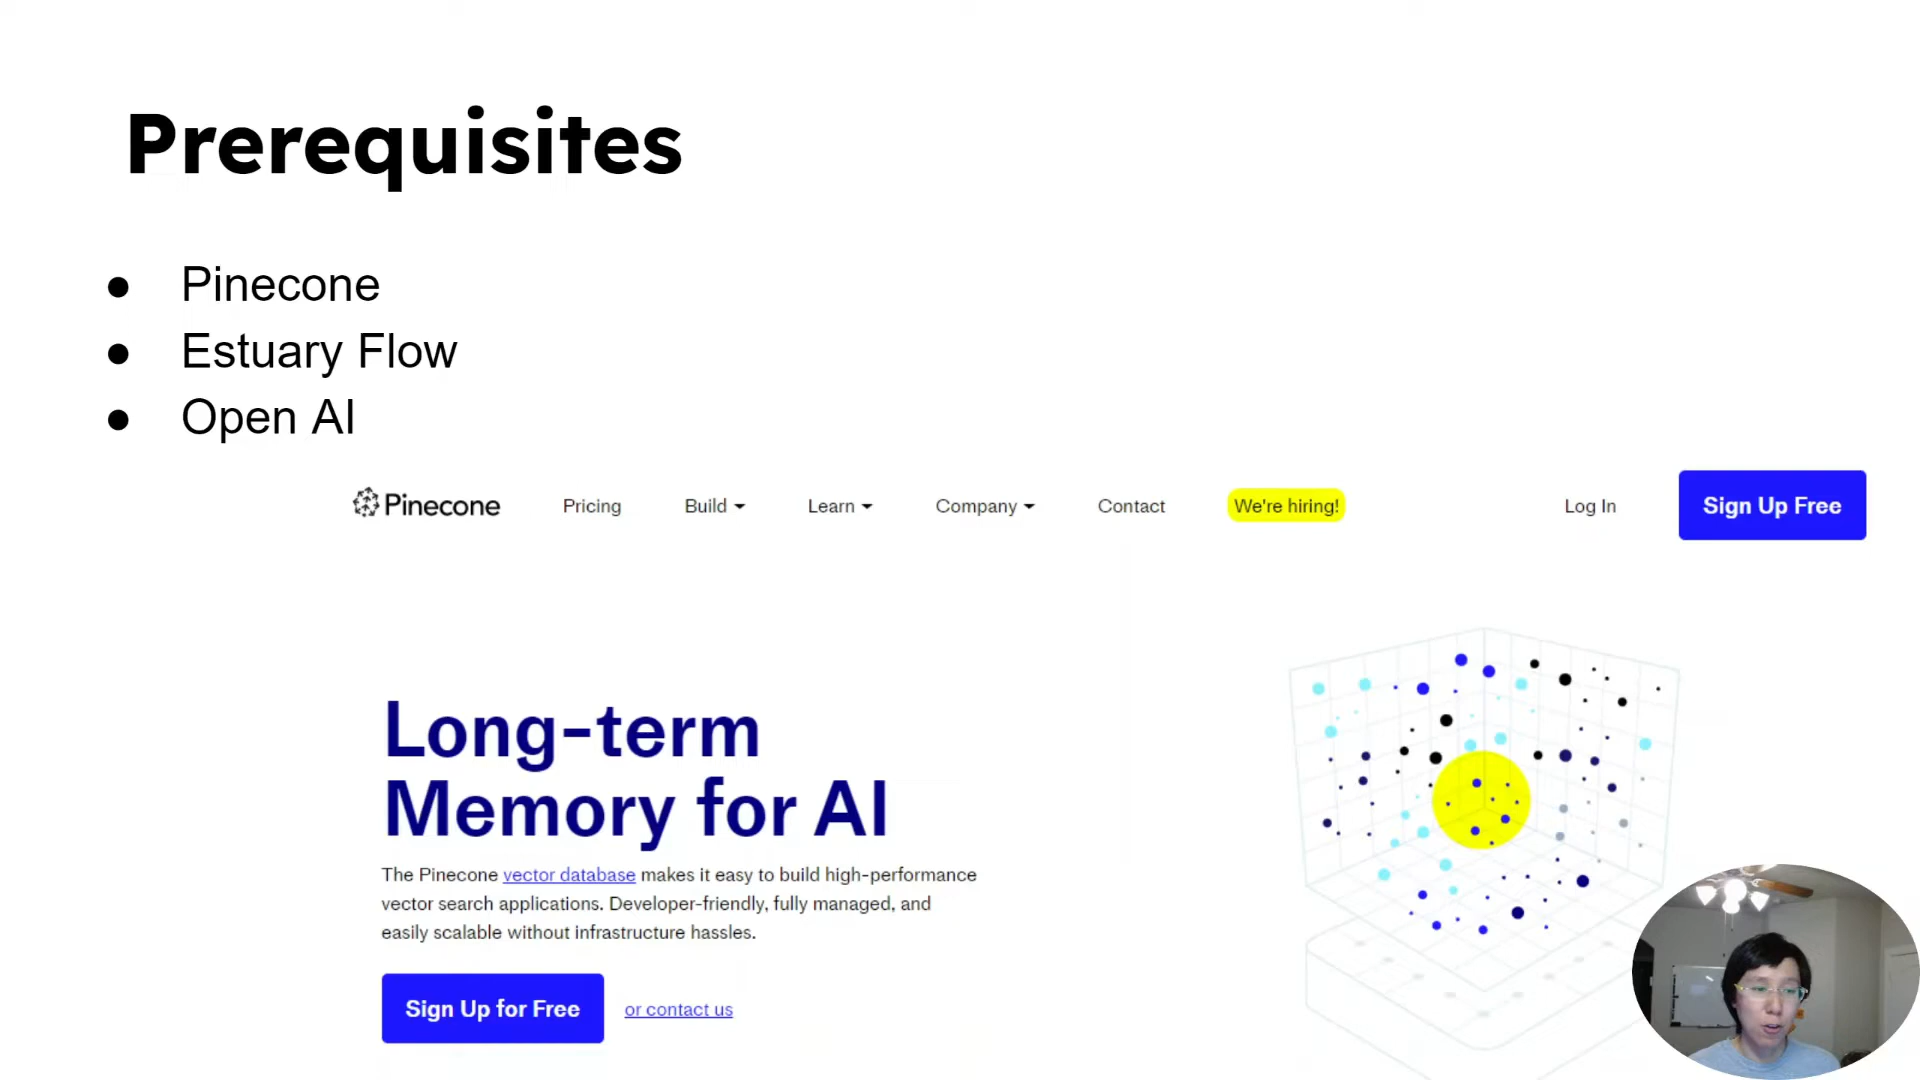 Prerequisites
● Pinecone
● Estuary Flow
● Open AI
Pinecone Pricing Build Learn Company Contact We're hiring! Log In Sign Up Free
Long-term
Memory for AI
The Pinecone vector database makes it easy to build high-performance
vector search applications. Developer-friendly, fully managed, and
easily scalable without infrastructure hassles.
Sign Up for Free or contact us